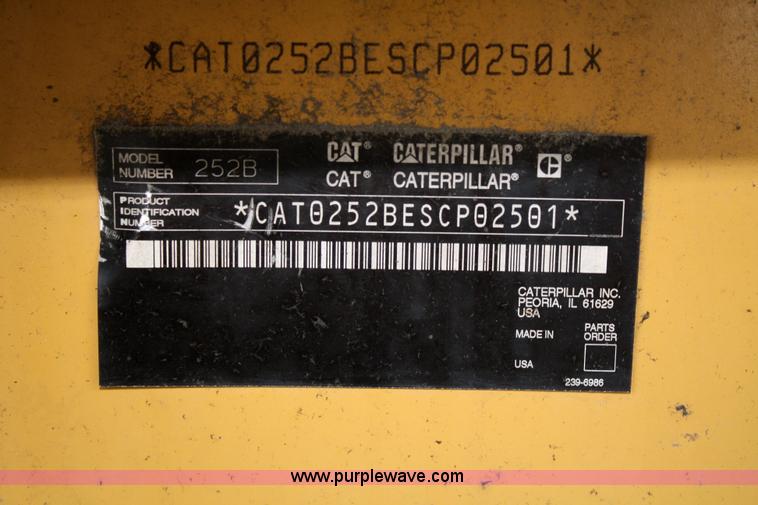 *CAT0252BESCP02501*
MODEL NUMBER 252B
CAT® CATERPILLAR® C®
CAT® CATERPILLAR®
PRODUCT IDENTIFICATION NUMBER *CAT0252BESCP02501*
CATERPILLAR INC.
PEORIA, IL 61629
USA
MADE IN PARTS ORDER
USA
239-6986
www.purplewave.com